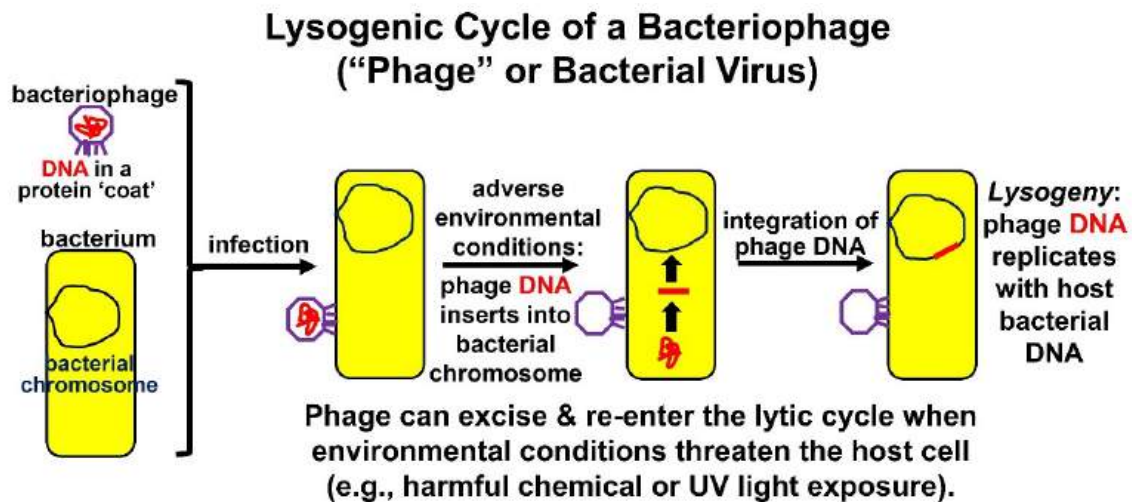 Lysogenic Cycle of a Bacteriophage
(“Phage” or Bacterial Virus)
bacteriophage
DNA in a
protein ‘coat’
bacterium
bacterial
chromosome
infection
adverse
environmental
conditions:
phage DNA
inserts into
bacterial
chromosome
integration of
phage DNA
Lysogeny:
phage DNA
replicates
with host
bacterial
DNA
Phage can excise & re-enter the lytic cycle when
environmental conditions threaten the host cell
(e.g., harmful chemical or UV light exposure).